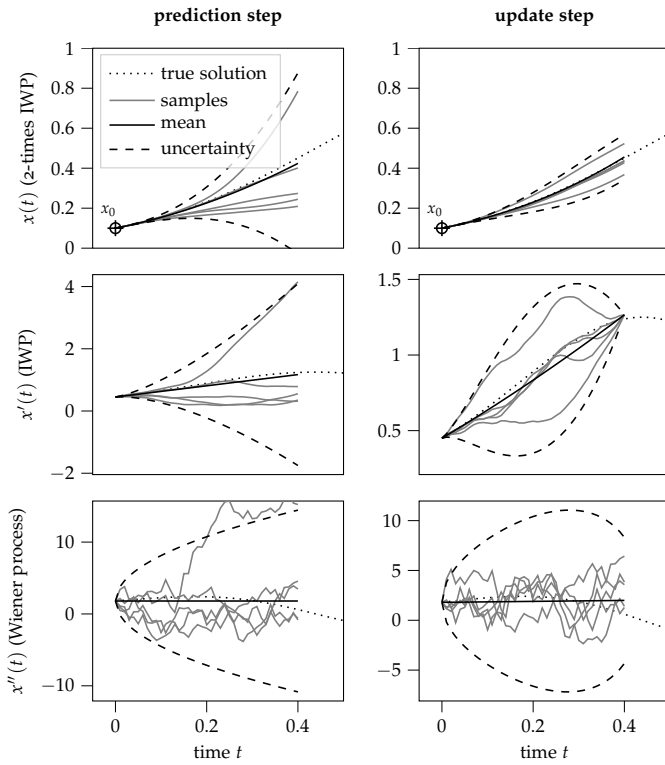 prediction step
update step
x(t) (2-times IWP)
1
0.8
0.6
0.4
0.2
0
true solution
samples
mean
uncertainty
x₀
1
0.8
0.6
0.4
0.2
0
x₀
x′(t) (IWP)
4
2
0
−2
1.5
1.0
0.5
x″(t) (Wiener process)
10
0
−10
0
0.2
0.4
time t
10
5
0
−5
0
0.2
0.4
time t